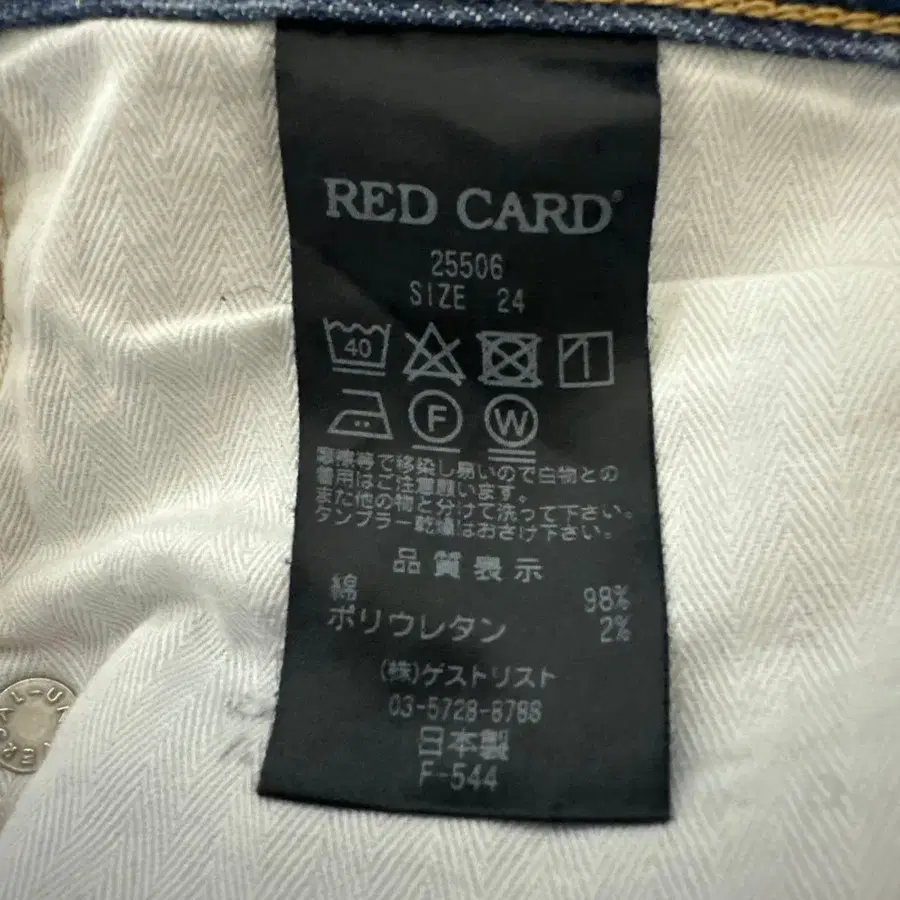 RED CARD®
25506
SIZE 24
40
F W
摩擦等で移染し易いので白物との
着用はご注意願います。
また他の物と分けて洗って下さい。
タンブラー乾燥はおさけ下さい。
品質表示
綿 98%
ポリウレタン 2%
(株)ゲストリスト
03-5728-8788
日本製
F-544